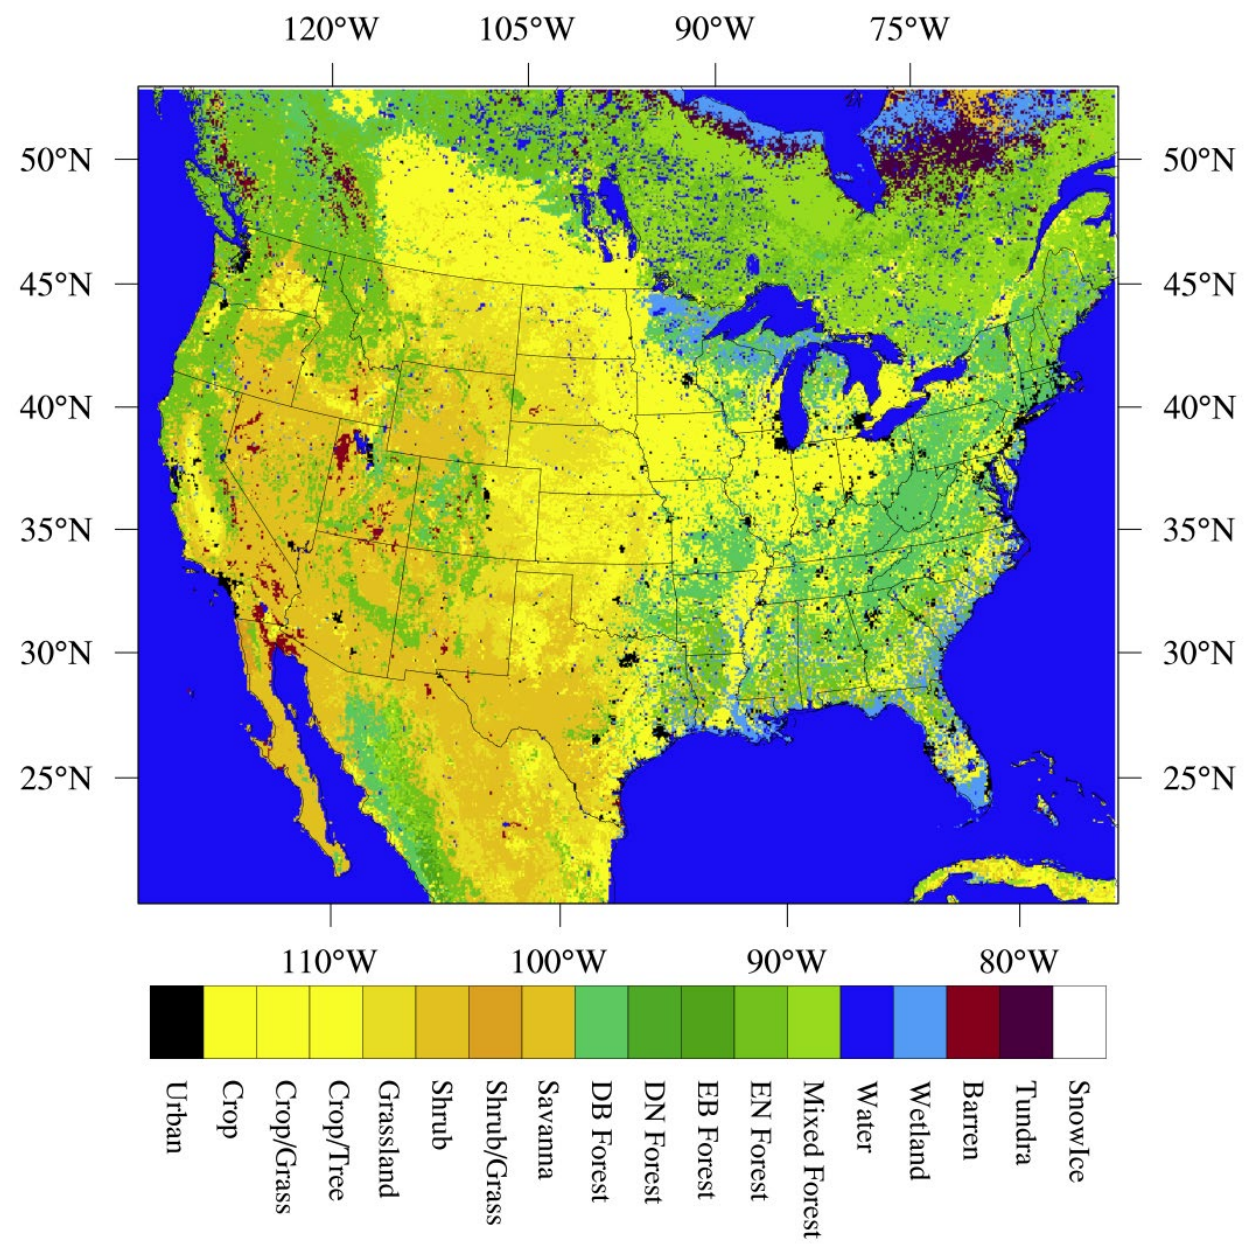 120°W 105°W 90°W 75°W
50°N 50°N
45°N 45°N
40°N 40°N
35°N 35°N
30°N 30°N
25°N 25°N
110°W 100°W 90°W 80°W
Urban
Crop
Crop/Grass
Crop/Tree
Grassland
Shrub
Shrub/Grass
Savanna
DB Forest
DN Forest
EB Forest
EN Forest
Mixed Forest
Water
Wetland
Barren
Tundra
SnowIce